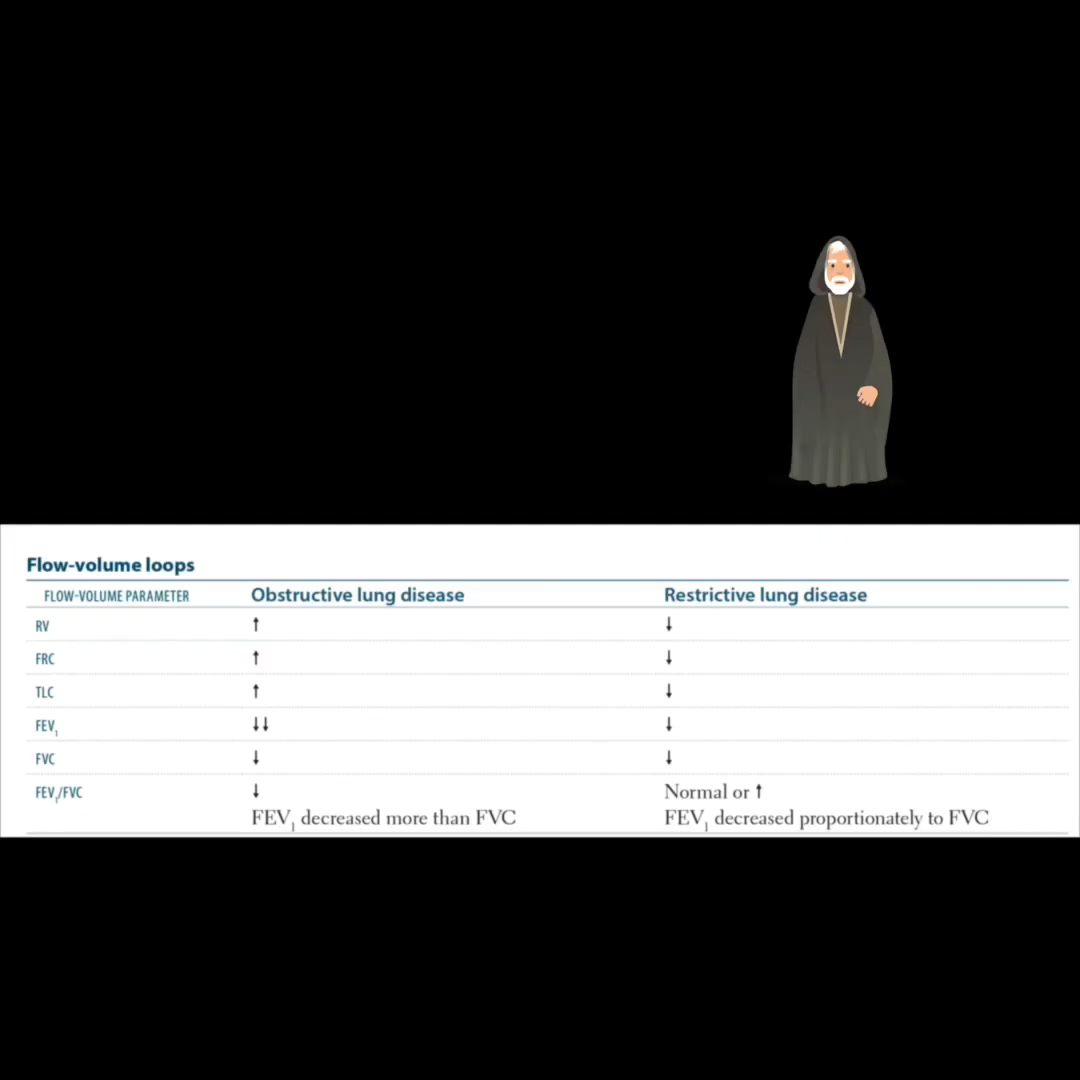 Flow-volume loops
FLOW-VOLUME PARAMETER Obstructive lung disease Restrictive lung disease
RV ↑ ↓
FRC ↑ ↓
TLC ↑ ↓
FEV₁ ↓↓ ↓
FVC ↓ ↓
FEV₁/FVC ↓ Normal or ↑
FEV₁ decreased more than FVC FEV₁ decreased proportionately to FVC